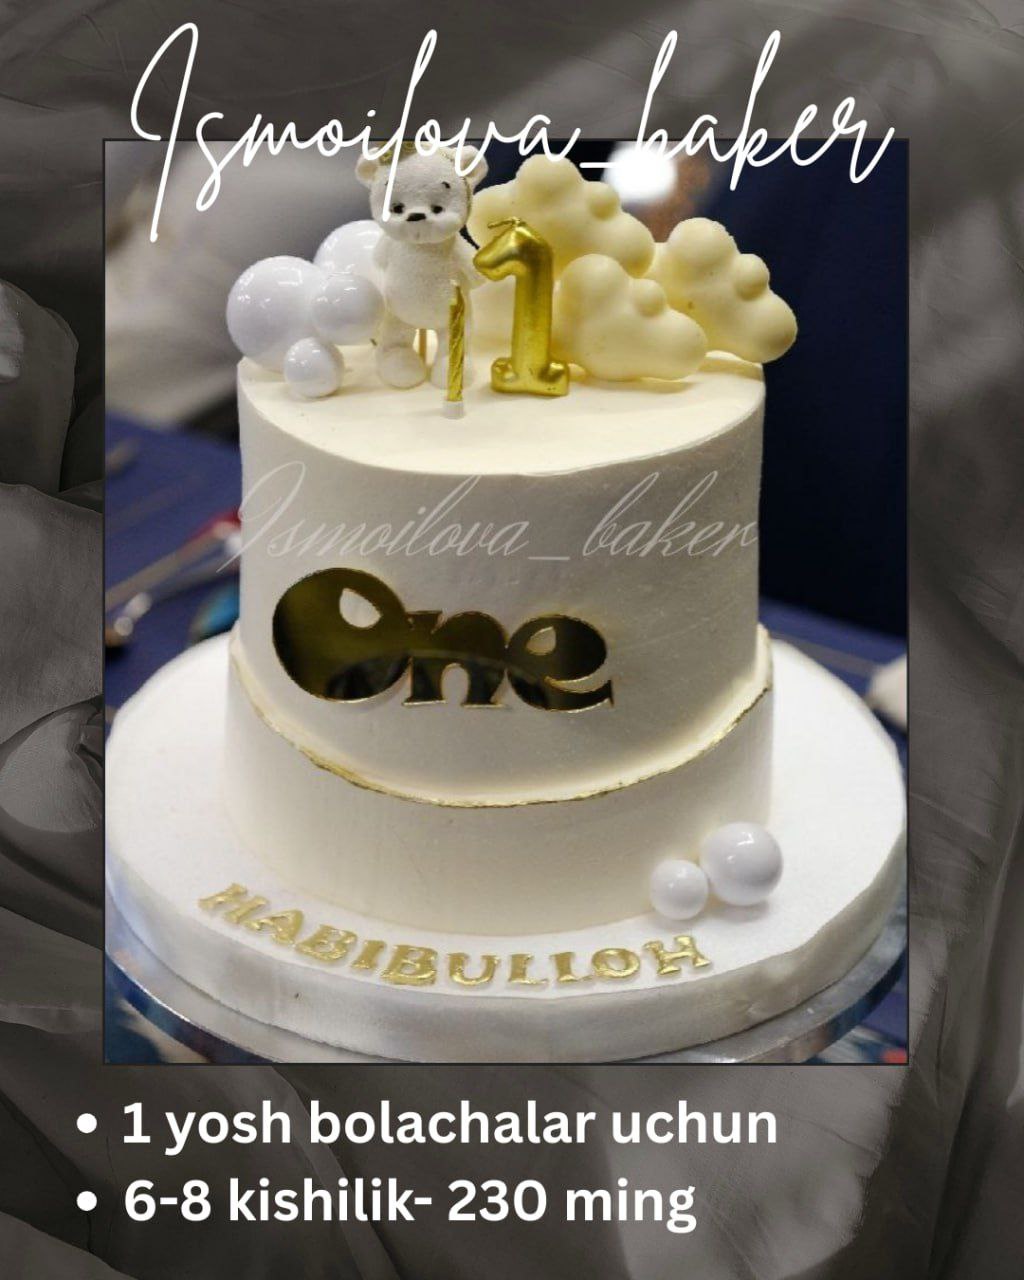 Ismoilova_baker
1
Ismoilova_baker
One
HABIBULLOH
• 1 yosh bolachalar uchun
• 6-8 kishilik- 230 ming